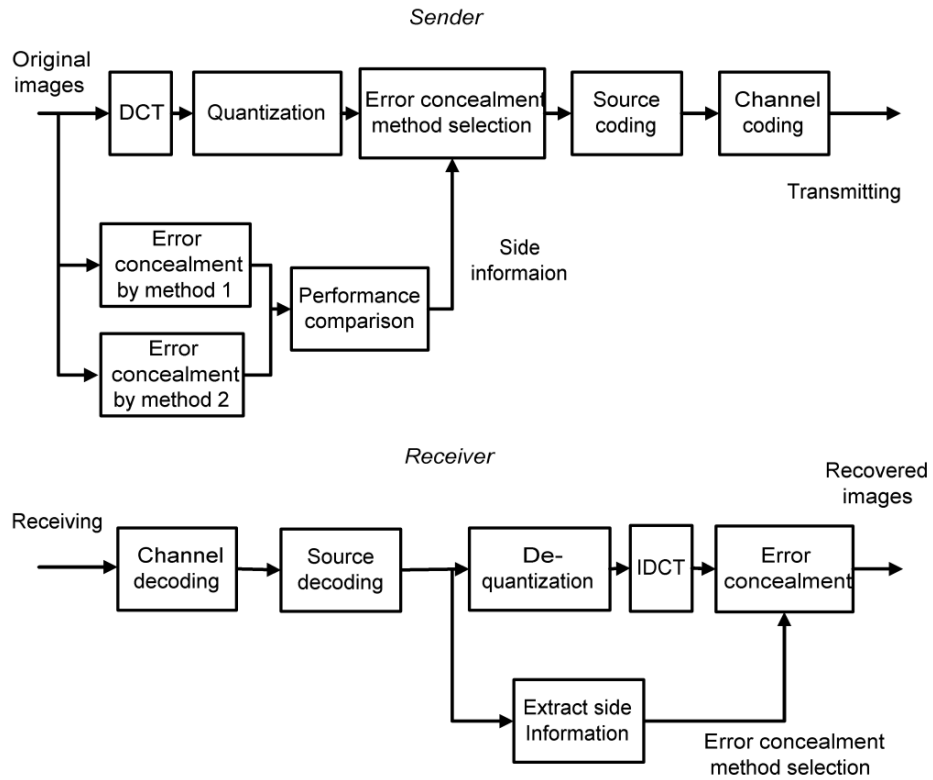 Sender
Original
images
DCT
Quantization
Error concealment
method selection
Source
coding
Channel
coding
Transmitting
Error
concealment
by method 1
Side
informaion
Performance
comparison
Error
concealment
by method 2
Receiver
Recovered
images
Receiving
Channel
decoding
Source
decoding
De-
quantization
IDCT
Error
concealment
Extract side
Information
Error concealment
method selection